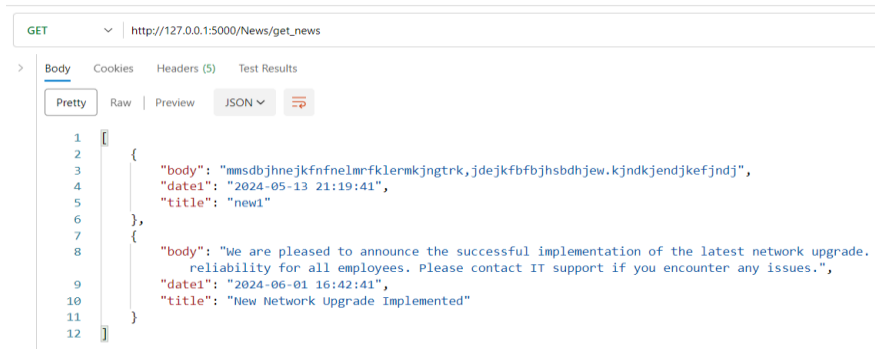 GET http://127.0.0.1:5000/News/get_news
Body Cookies Headers (5) Test Results
Pretty Raw Preview JSON
1 [
2 {
3 "body": "mmsdbjhnejkfnfnelmrfklermkjngtrk,jdejkfbfbjhsbdhjew.kjndkjendjkefjndj",
4 "date1": "2024-05-13 21:19:41",
5 "title": "new1"
6 },
7 {
8 "body": "We are pleased to announce the successful implementation of the latest network upgrade.
reliability for all employees. Please contact IT support if you encounter any issues.",
9 "date1": "2024-06-01 16:42:41",
10 "title": "New Network Upgrade Implemented"
11 }
12 ]